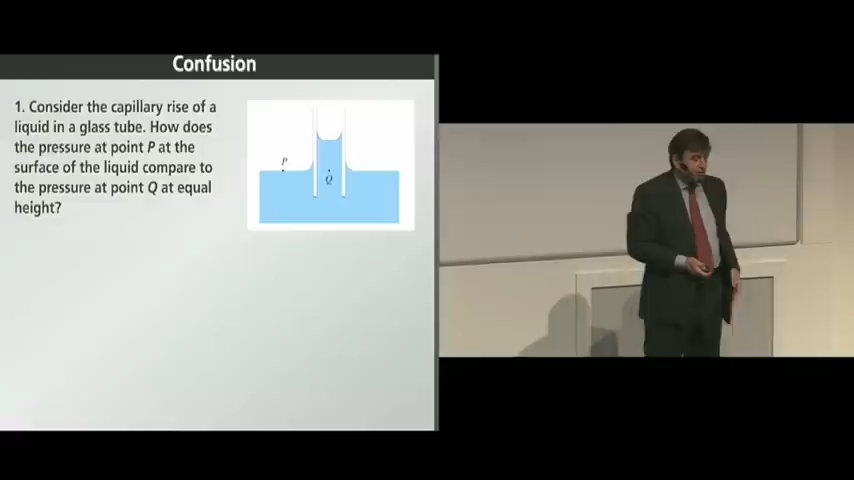 Confusion
1. Consider the capillary rise of a
liquid in a glass tube. How does
the pressure at point P at the
surface of the liquid compare to
the pressure at point Q at equal
height?
P
Q